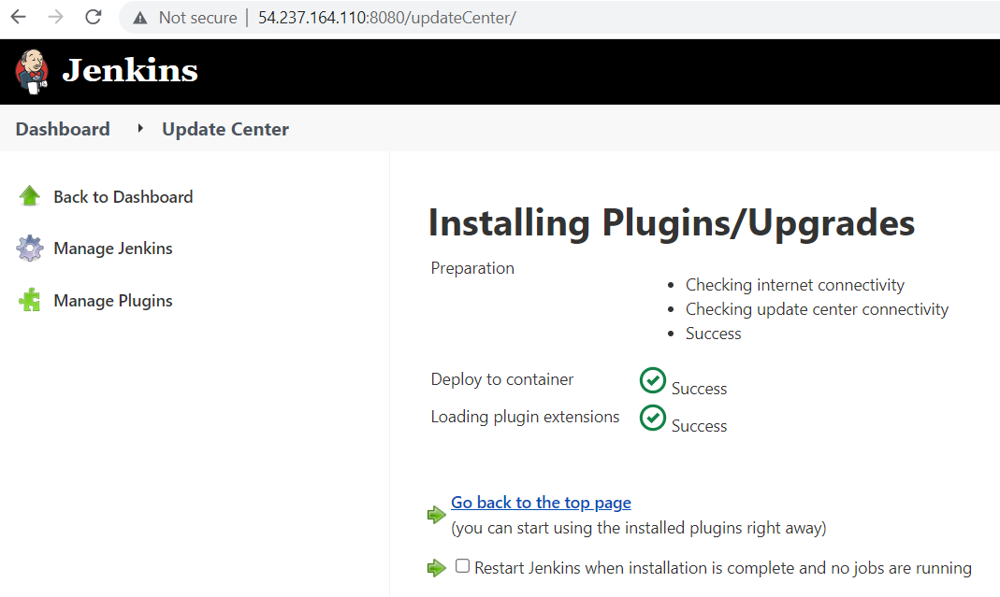 Not secure | 54.237.164.110:8080/updateCenter/
Jenkins
Dashboard
Update Center
Back to Dashboard
Manage Jenkins
Manage Plugins
Installing Plugins/Upgrades
Preparation
Checking internet connectivity
Checking update center connectivity
Success
Deploy to container
Success
Loading plugin extensions
Success
Go back to the top page
(you can start using the installed plugins right away)
Restart Jenkins when installation is complete and no jobs are running